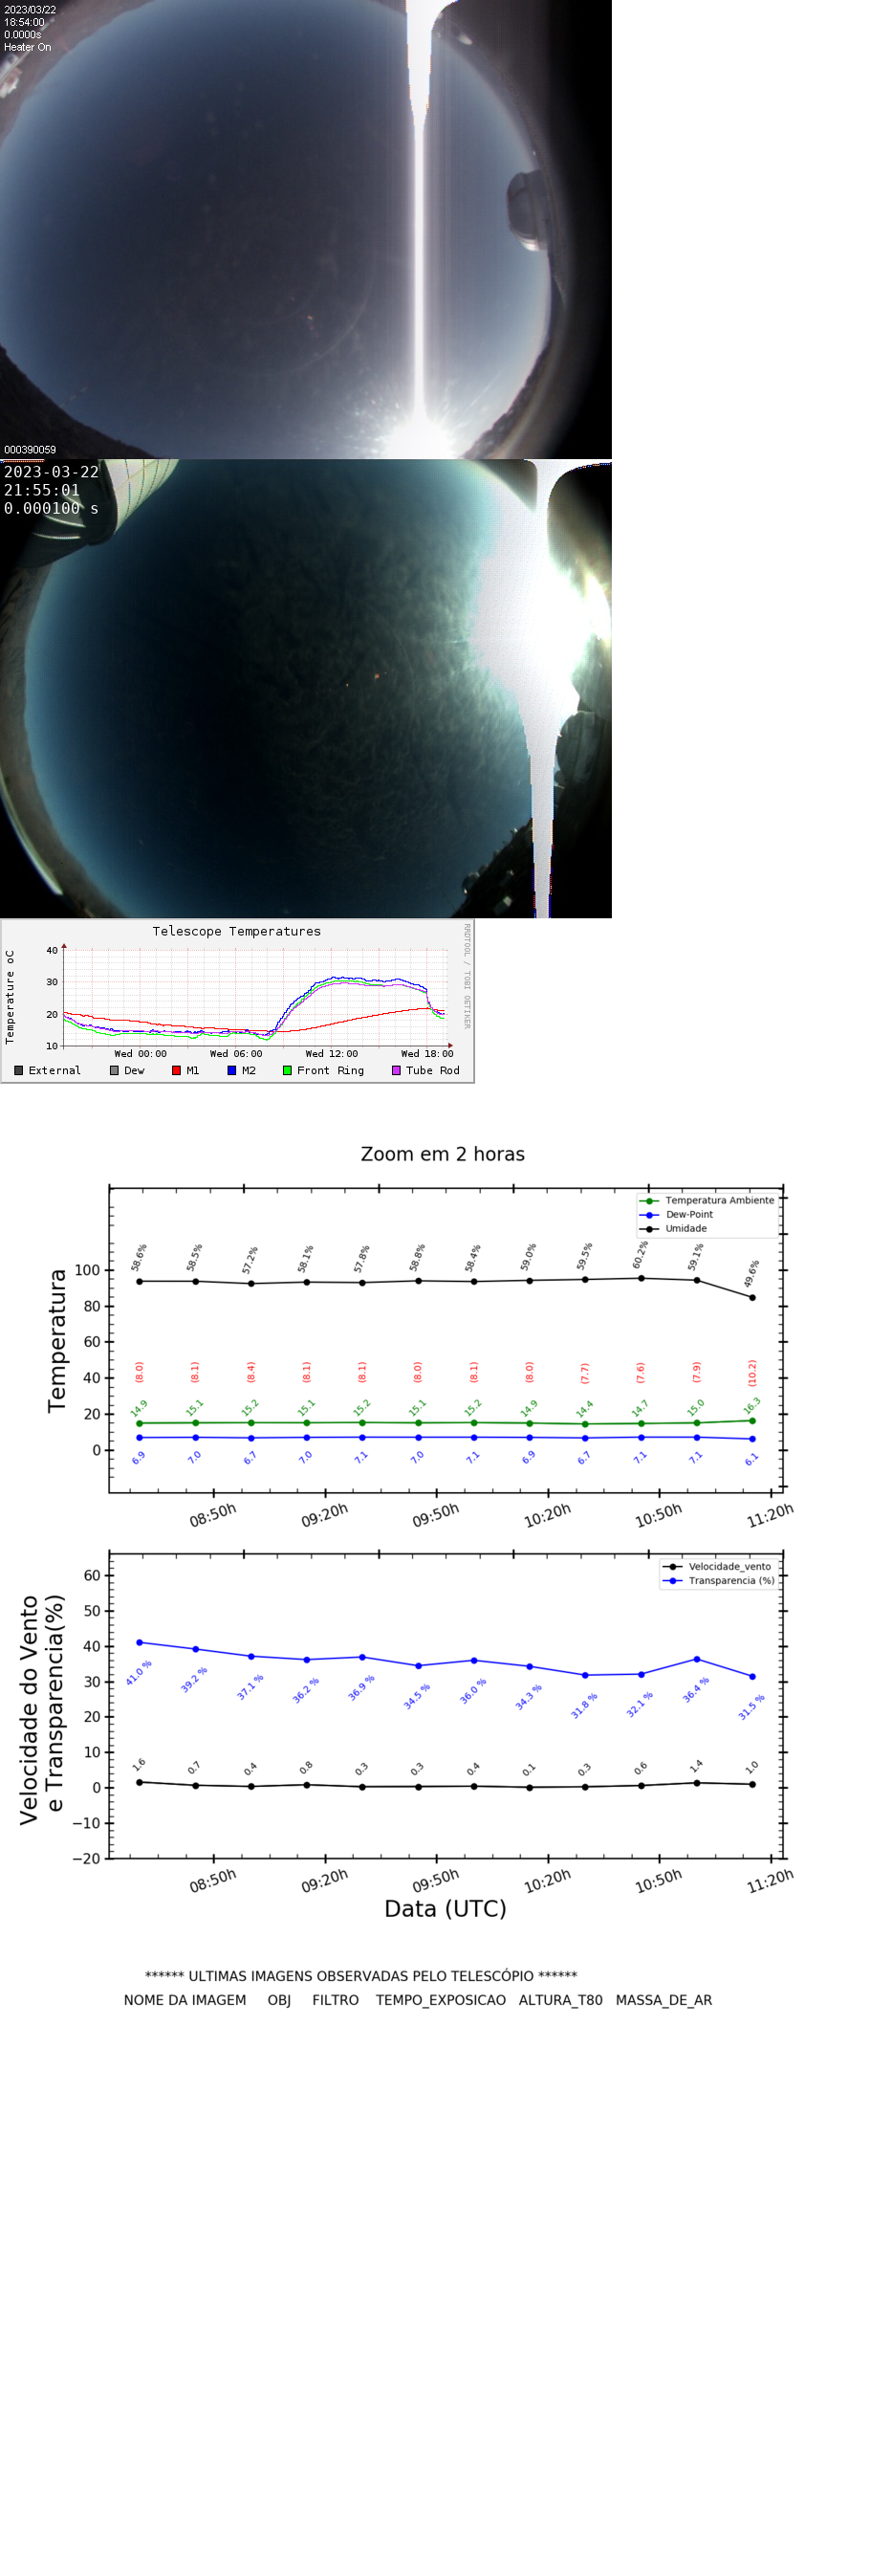 2023/03/22
18:54:00
0.0000s
Heater On
000390059
2023-03-22
21:55:01
0.000100 s
Telescope Temperatures
RRDTOOL / TOBI OETIKER
Temperature oC
40
30
20
10
Wed 00:00 Wed 06:00 Wed 12:00 Wed 18:00
External Dew M1 M2 Front Ring Tube Rod
Zoom em 2 horas
Temperatura
Temperatura Ambiente
Dew-Point
Umidade
100
80
60
40
20
0
58.6% 58.5% 57.2% 58.1% 57.8% 58.8% 58.4% 59.0% 59.5% 60.2% 59.1% 49.6%
(8.0) (8.1) (8.4) (8.1) (8.1) (8.0) (8.1) (8.0) (7.7) (7.6) (7.9) (10.2)
14.9 15.1 15.2 15.1 15.2 15.1 15.2 14.9 14.4 14.7 15.0 16.3
6.9 7.0 6.7 7.0 7.1 7.0 7.1 6.9 6.7 7.1 7.1 6.1
08:50h 09:20h 09:50h 10:20h 10:50h 11:20h
Velocidade do Vento
e Transparencia(%)
Velocidade_vento
Transparencia (%)
60
50
40
30
20
10
0
−10
−20
41.0 % 39.2 % 37.1 % 36.2 % 36.9 % 34.5 % 36.0 % 34.3 % 31.8 % 32.1 % 36.4 % 31.5 %
1.6 0.7 0.4 0.8 0.3 0.3 0.4 0.1 0.3 0.6 1.4 1.0
08:50h 09:20h 09:50h 10:20h 10:50h 11:20h
Data (UTC)
****** ULTIMAS IMAGENS OBSERVADAS PELO TELESCÓPIO ******
NOME DA IMAGEM OBJ FILTRO TEMPO_EXPOSICAO ALTURA_T80 MASSA_DE_AR